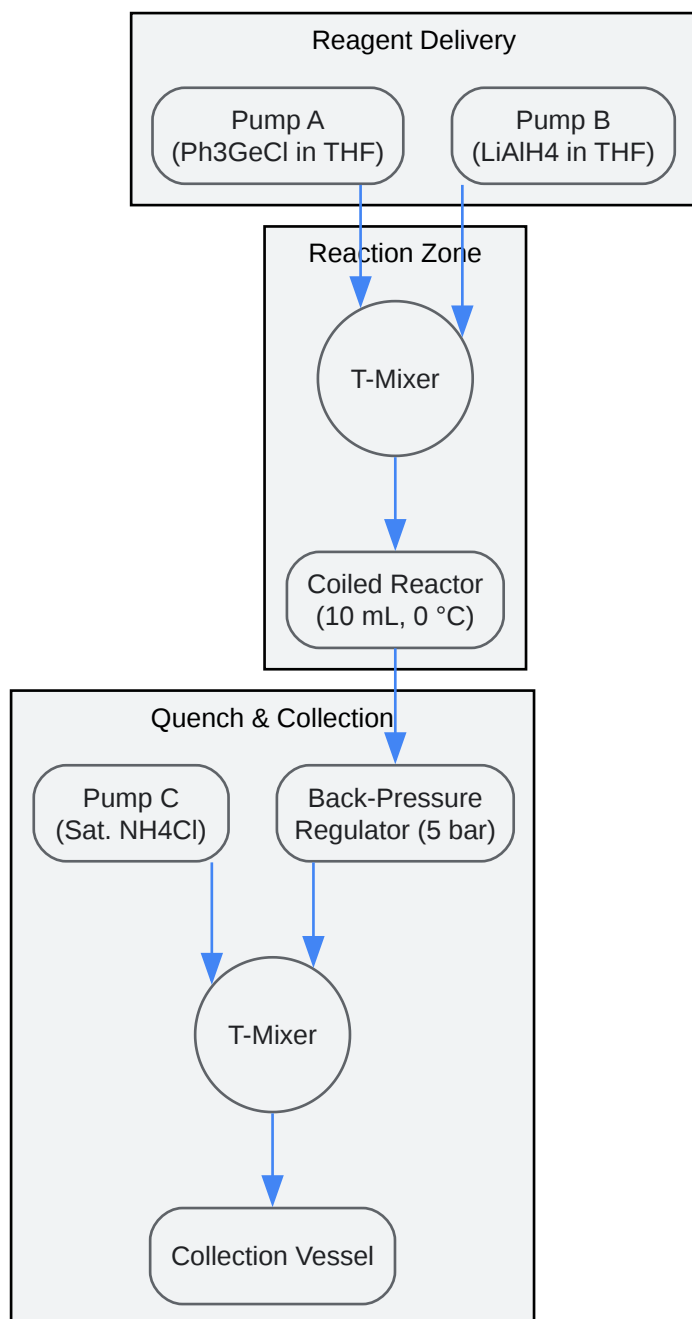 Reagent Delivery
Pump A
(Ph3GeCl in THF)
Pump B
(LiAlH4 in THF)
Reaction Zone
T-Mixer
Coiled Reactor
(10 mL, 0 °C)
Quench & Collection
Pump C
(Sat. NH4Cl)
Back-Pressure
Regulator (5 bar)
T-Mixer
Collection Vessel